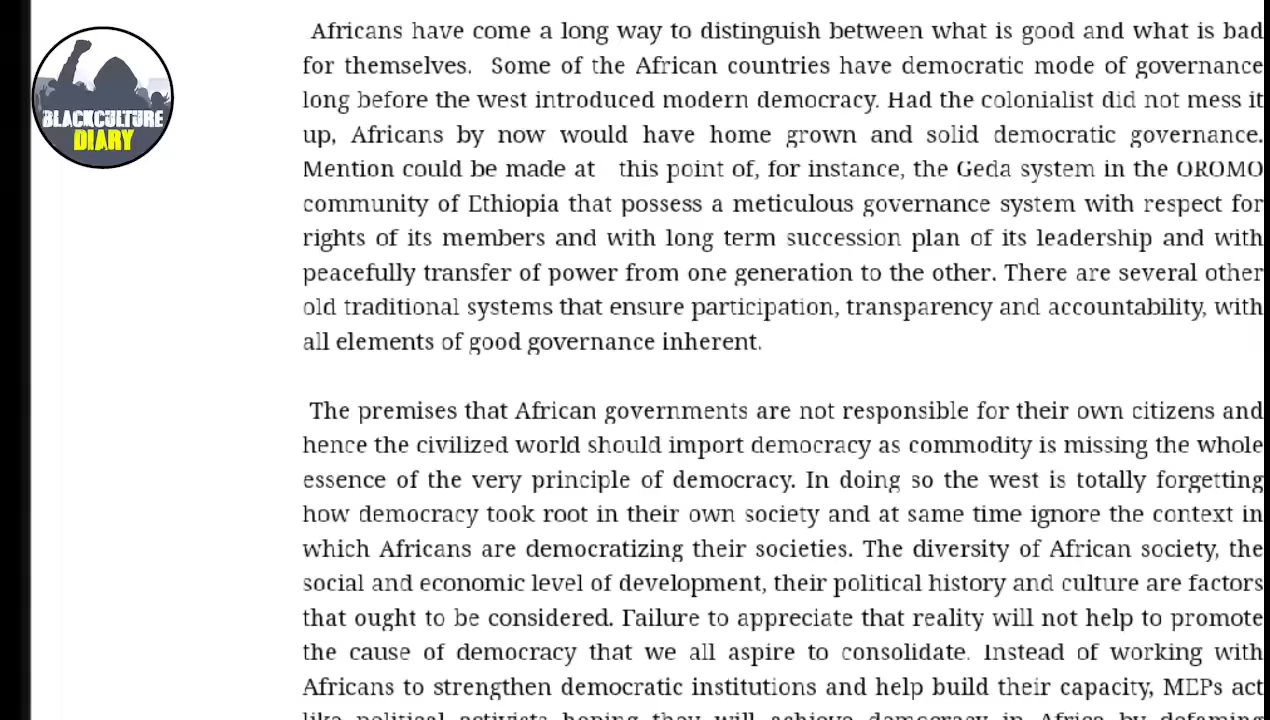 BLACKCULTURE
DIARY
Africans have come a long way to distinguish between what is good and what is bad
for themselves. Some of the African countries have democratic mode of governance
long before the west introduced modern democracy. Had the colonialist did not mess it
up, Africans by now would have home grown and solid democratic governance.
Mention could be made at this point of, for instance, the Geda system in the OROMO
community of Ethiopia that possess a meticulous governance system with respect for
rights of its members and with long term succession plan of its leadership and with
peacefully transfer of power from one generation to the other. There are several other
old traditional systems that ensure participation, transparency and accountability, with
all elements of good governance inherent.
The premises that African governments are not responsible for their own citizens and
hence the civilized world should import democracy as commodity is missing the whole
essence of the very principle of democracy. In doing so the west is totally forgetting
how democracy took root in their own society and at same time ignore the context in
which Africans are democratizing their societies. The diversity of African society, the
social and economic level of development, their political history and culture are factors
that ought to be considered. Failure to appreciate that reality will not help to promote
the cause of democracy that we all aspire to consolidate. Instead of working with
Africans to strengthen democratic institutions and help build their capacity, MEPs act
like political activists hoping they will achieve democracy in Africa by defaming